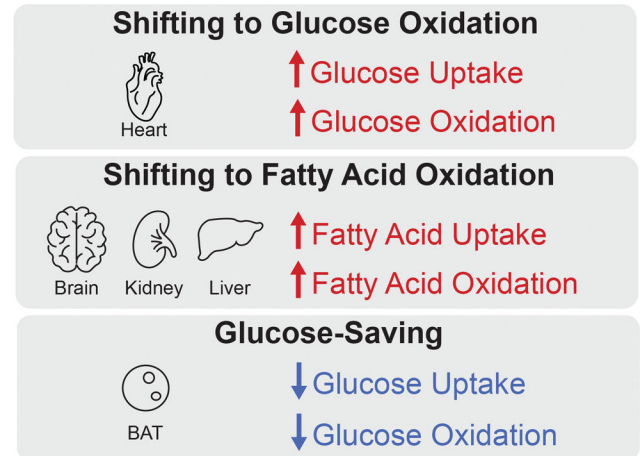 Shifting to Glucose Oxidation
Glucose Uptake
Glucose Oxidation
Heart
Shifting to Fatty Acid Oxidation
Fatty Acid Uptake
Fatty Acid Oxidation
Brain Kidney Liver
Glucose-Saving
Glucose Uptake
Glucose Oxidation
BAT